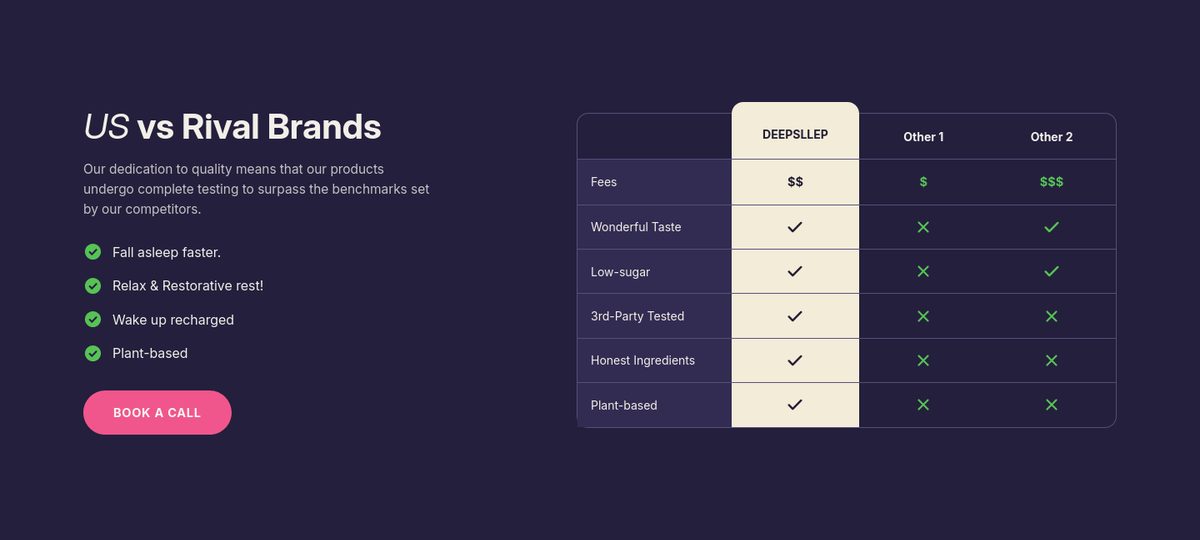 US vs Rival Brands
Our dedication to quality means that our products
undergo complete testing to surpass the benchmarks set
by our competitors.
Fall asleep faster.
Relax & Restorative rest!
Wake up recharged
Plant-based
BOOK A CALL
DEEPSLLEP Other 1 Other 2
Fees $$ $ $$$
Wonderful Taste
Low-sugar
3rd-Party Tested
Honest Ingredients
Plant-based